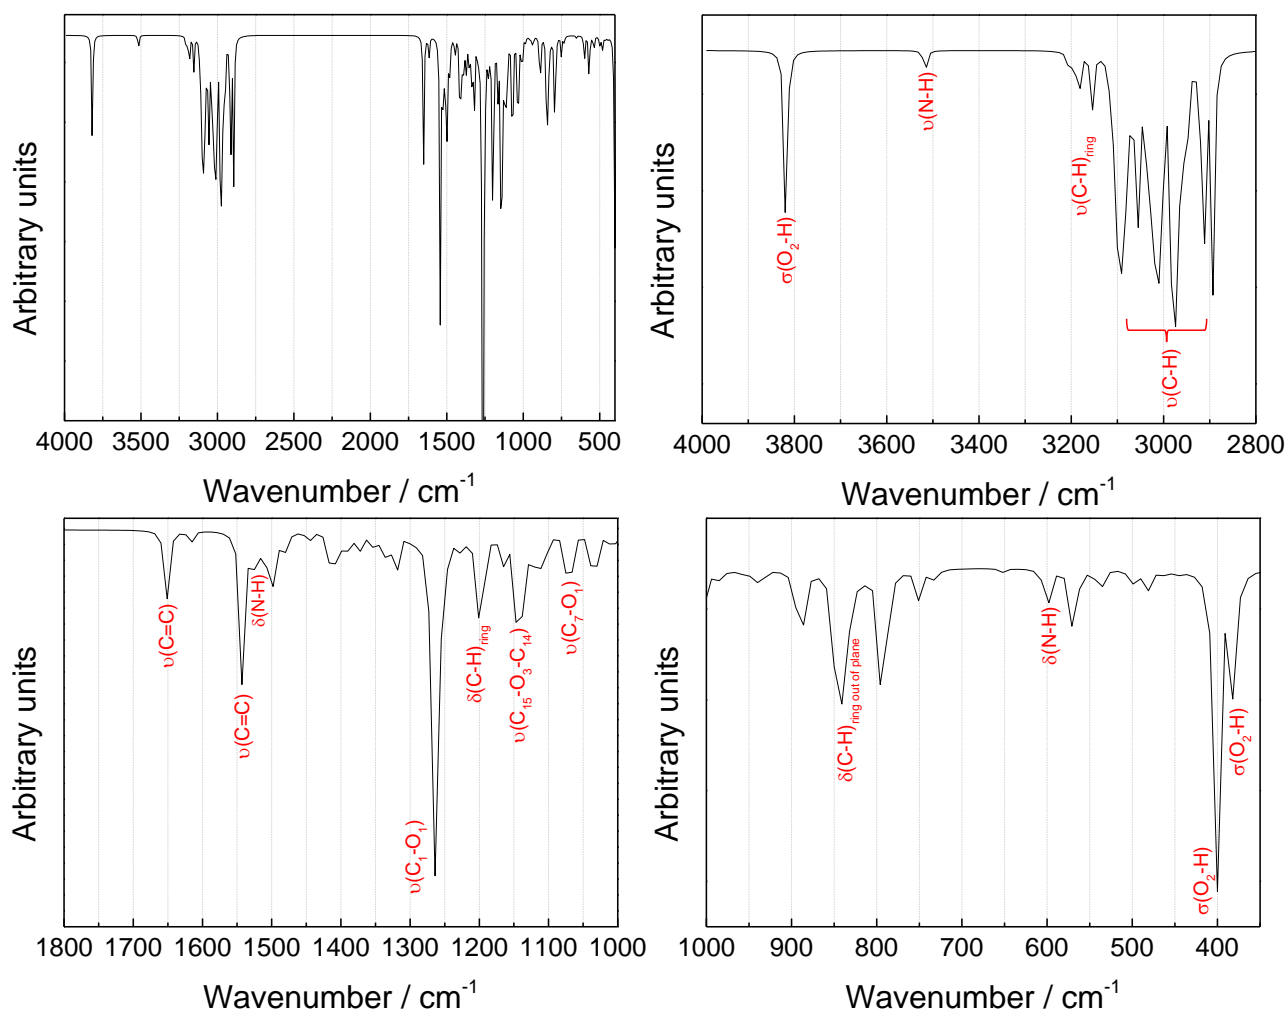 Arbitrary units
4000 3500 3000 2500 2000 1500 1000 500
Wavenumber / cm⁻¹
Arbitrary units
σ(O₂-H)
υ(N-H)
υ(C-H)ring
υ(C-H)
4000 3800 3600 3400 3200 3000 2800
Wavenumber / cm⁻¹
Arbitrary units
υ(C=C)
υ(C=C)
δ(N-H)
υ(C₁-O₁)
δ(C-H)ring
υ(C₁₅-O₃-C₁₄)
υ(C₇-O₁)
1800 1700 1600 1500 1400 1300 1200 1100 1000
Wavenumber / cm⁻¹
Arbitrary units
δ(C-H)ring out of plane
δ(N-H)
σ(O₂-H)
σ(O₂-H)
1000 900 800 700 600 500 400
Wavenumber / cm⁻¹